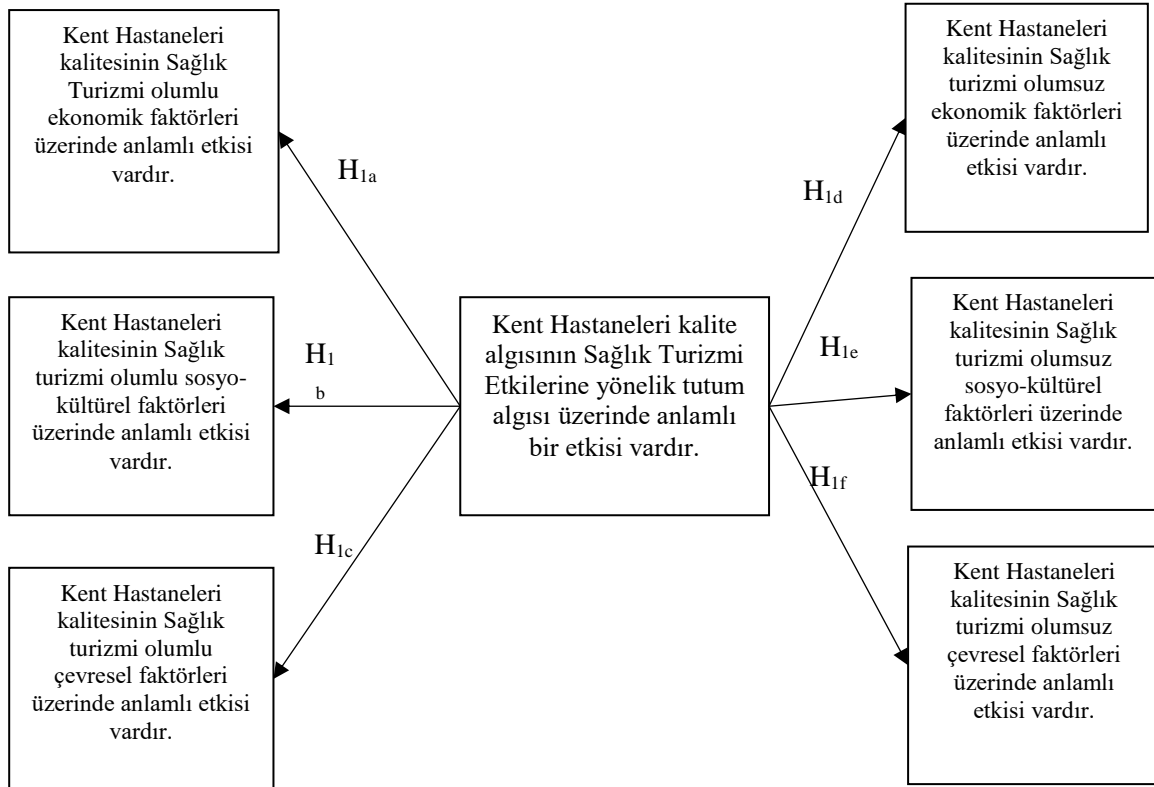 Kent Hastaneleri
kalitesinin Sağlık
Turizmi olumlu
ekonomik faktörleri
üzerinde anlamlı etkisi
vardır.
H1a
Kent Hastaneleri
kalitesinin Sağlık
turizmi olumlu sosyo-
kültürel faktörleri
üzerinde anlamlı etkisi
vardır.
H1
b
Kent Hastaneleri
kalitesinin Sağlık
turizmi olumlu
çevresel faktörleri
üzerinde anlamlı etkisi
vardır.
H1c
Kent Hastaneleri kalite
algısının Sağlık Turizmi
Etkilerine yönelik tutum
algısı üzerinde anlamlı
bir etkisi vardır.
H1d
Kent Hastaneleri
kalitesinin Sağlık
turizmi olumsuz
ekonomik faktörleri
üzerinde anlamlı
etkisi vardır.
H1e
Kent Hastaneleri
kalitesinin Sağlık
turizmi olumsuz
sosyo-kültürel
faktörleri üzerinde
anlamlı etkisi vardır.
H1f
Kent Hastaneleri
kalitesinin Sağlık
turizmi olumsuz
çevresel faktörleri
üzerinde anlamlı
etkisi vardır.